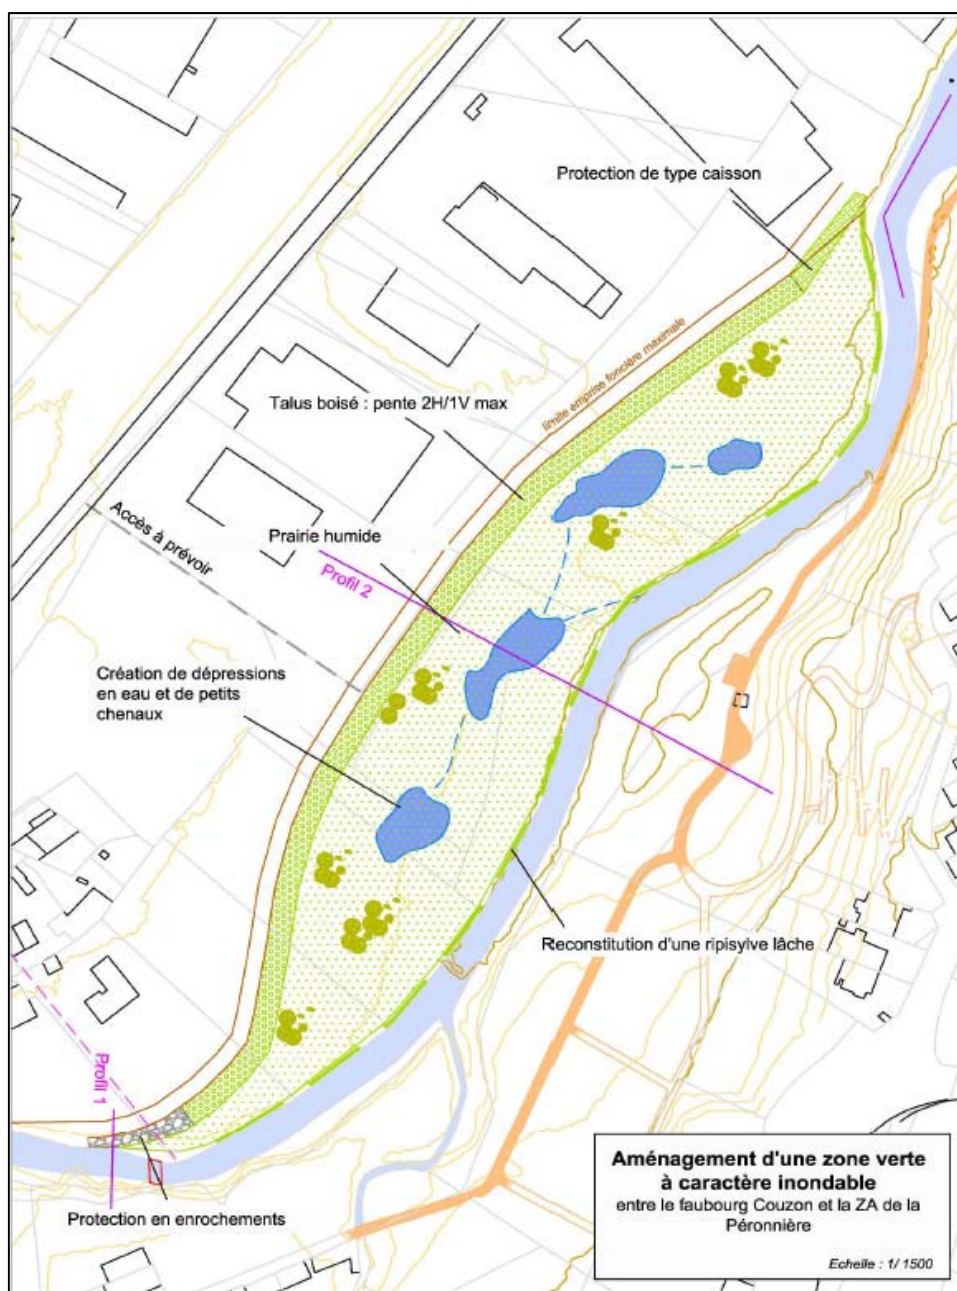 Protection de type caisson
limite emprise foncière maximale
Talus boisé : pente 2H/1V max
Accès à prévoir
Prairie humide
Profil 2
Création de dépressions
en eau et de petits
chenaux
Reconstitution d'une ripisylve lâche
Profil 1
Protection en enrochements
Aménagement d'une zone verte
à caractère inondable
entre le faubourg Couzon et la ZA de la
Péronnière
Echelle : 1/ 1500